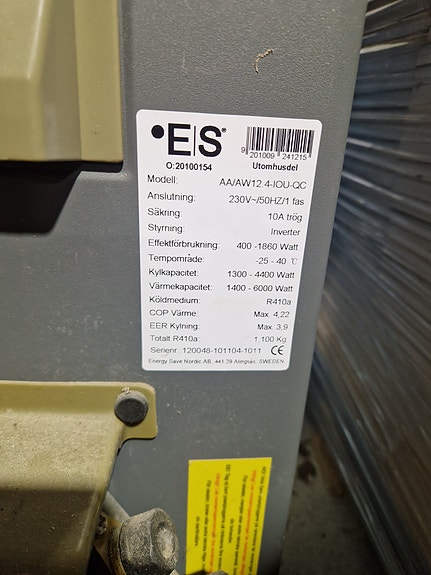 •E|S®
9 201009 241215
O:20100154 Utomhusdel
Modell: AA/AW12.4-IOU-QC
Anslutning: 230V~/50HZ/1 fas
Säkring: 10A trög
Styrning: Inverter
Effektförbrukning: 400 -1860 Watt
Tempområde: -25 - 40 °C
Kylkapacitet: 1300 - 4400 Watt
Värmekapacitet: 1400 - 6000 Watt
Köldmedium: R410a
COP Värme: Max. 4,22
EER Kylning: Max. 3,9
Totalt R410a: 1,100 Kg
Serienr.: 120048-101104-1011 CE
Energy Save Nordic AB, 441 39 Alingsås, SWEDEN